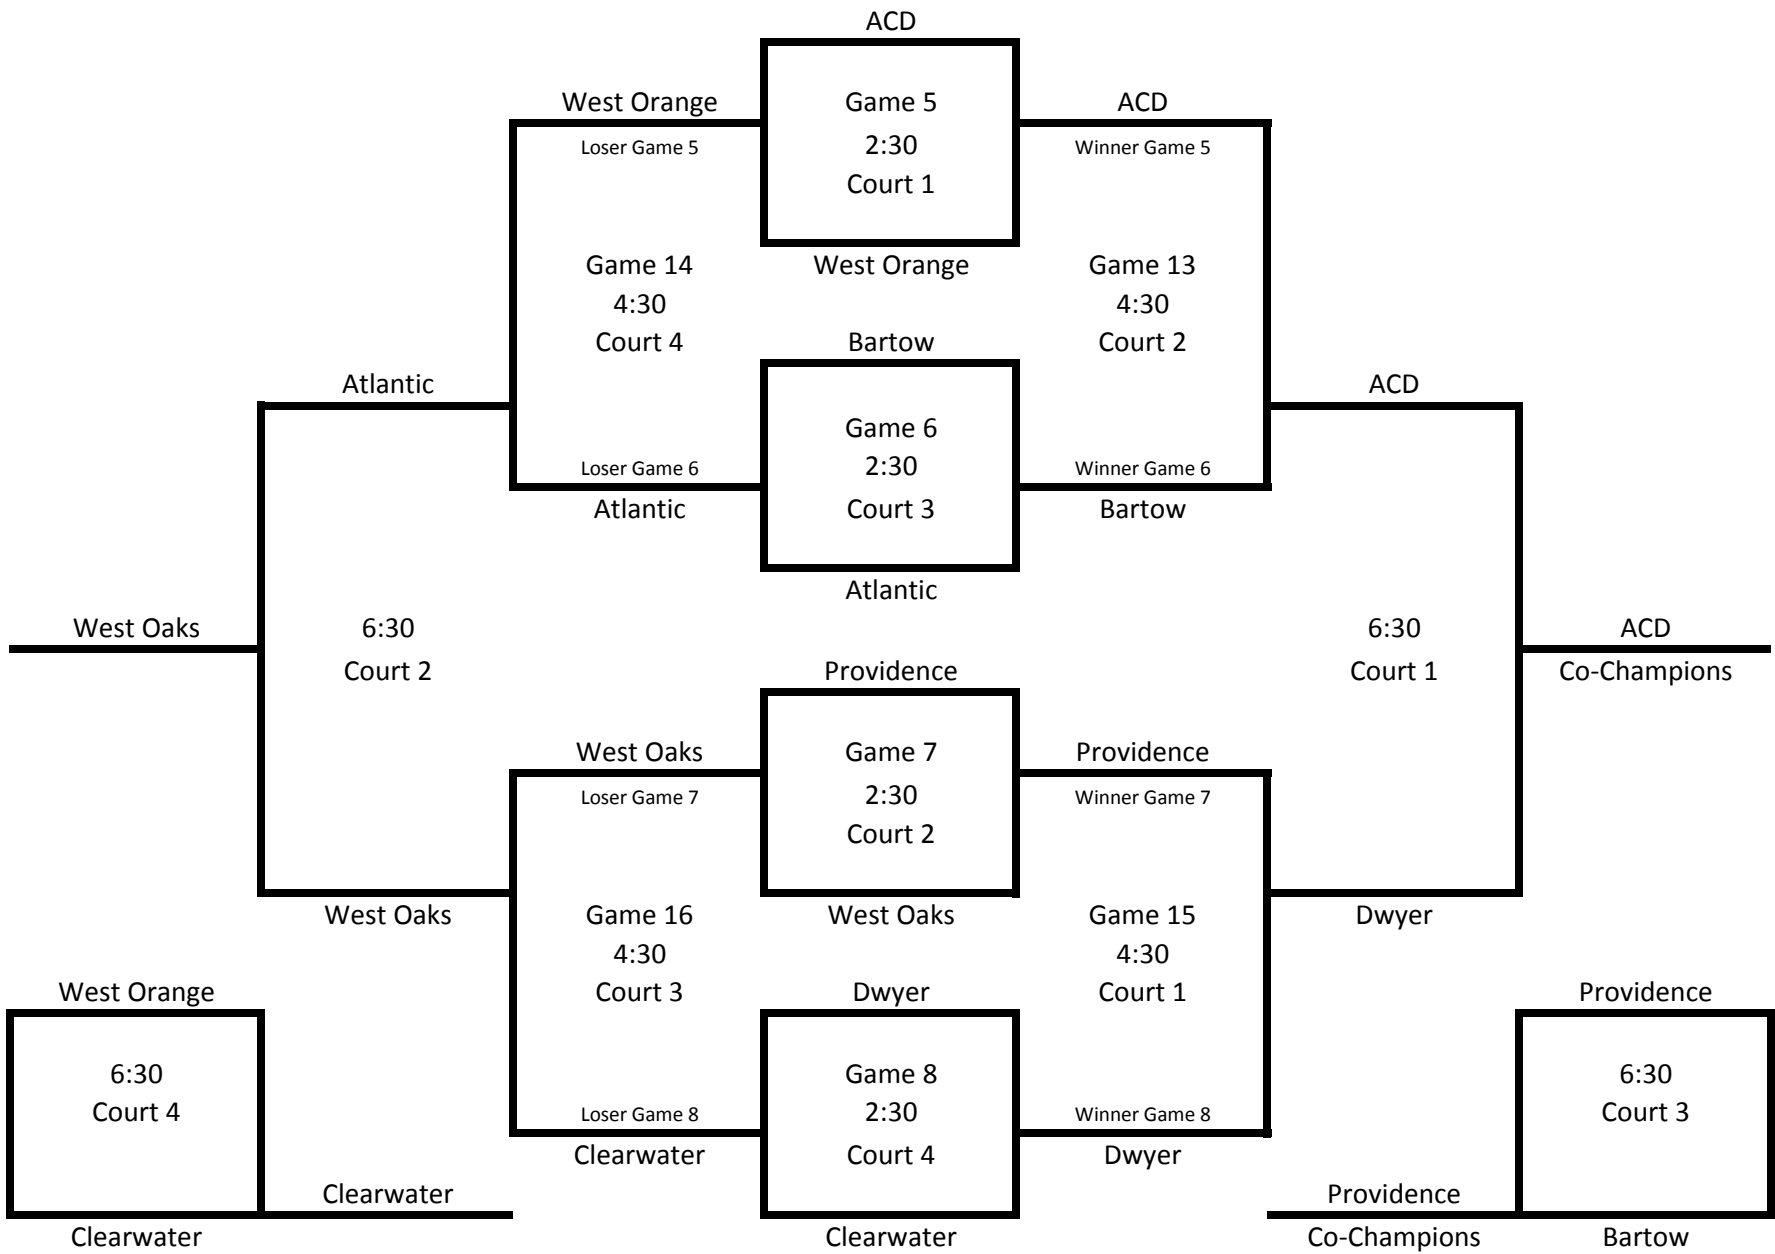 ACD
West Orange
Game 5
ACD
Loser Game 5
2:30
Winner Game 5
Court 1
Game 14
West Orange
Game 13
4:30
4:30
Court 4
Bartow
Court 2
Atlantic
ACD
Game 6
Loser Game 6
2:30
Winner Game 6
Atlantic
Court 3
Bartow
Atlantic
West Oaks
6:30
6:30
ACD
Court 2
Providence
Court 1
Co-Champions
West Oaks
Game 7
Providence
Loser Game 7
2:30
Winner Game 7
Court 2
West Oaks
Game 16
West Oaks
Game 15
Dwyer
4:30
4:30
West Orange
Court 3
Dwyer
Court 1
Providence
6:30
Game 8
6:30
Court 4
Loser Game 8
2:30
Winner Game 8
Court 3
Clearwater
Court 4
Dwyer
Clearwater
Providence
Clearwater
Clearwater
Co-Champions
Bartow